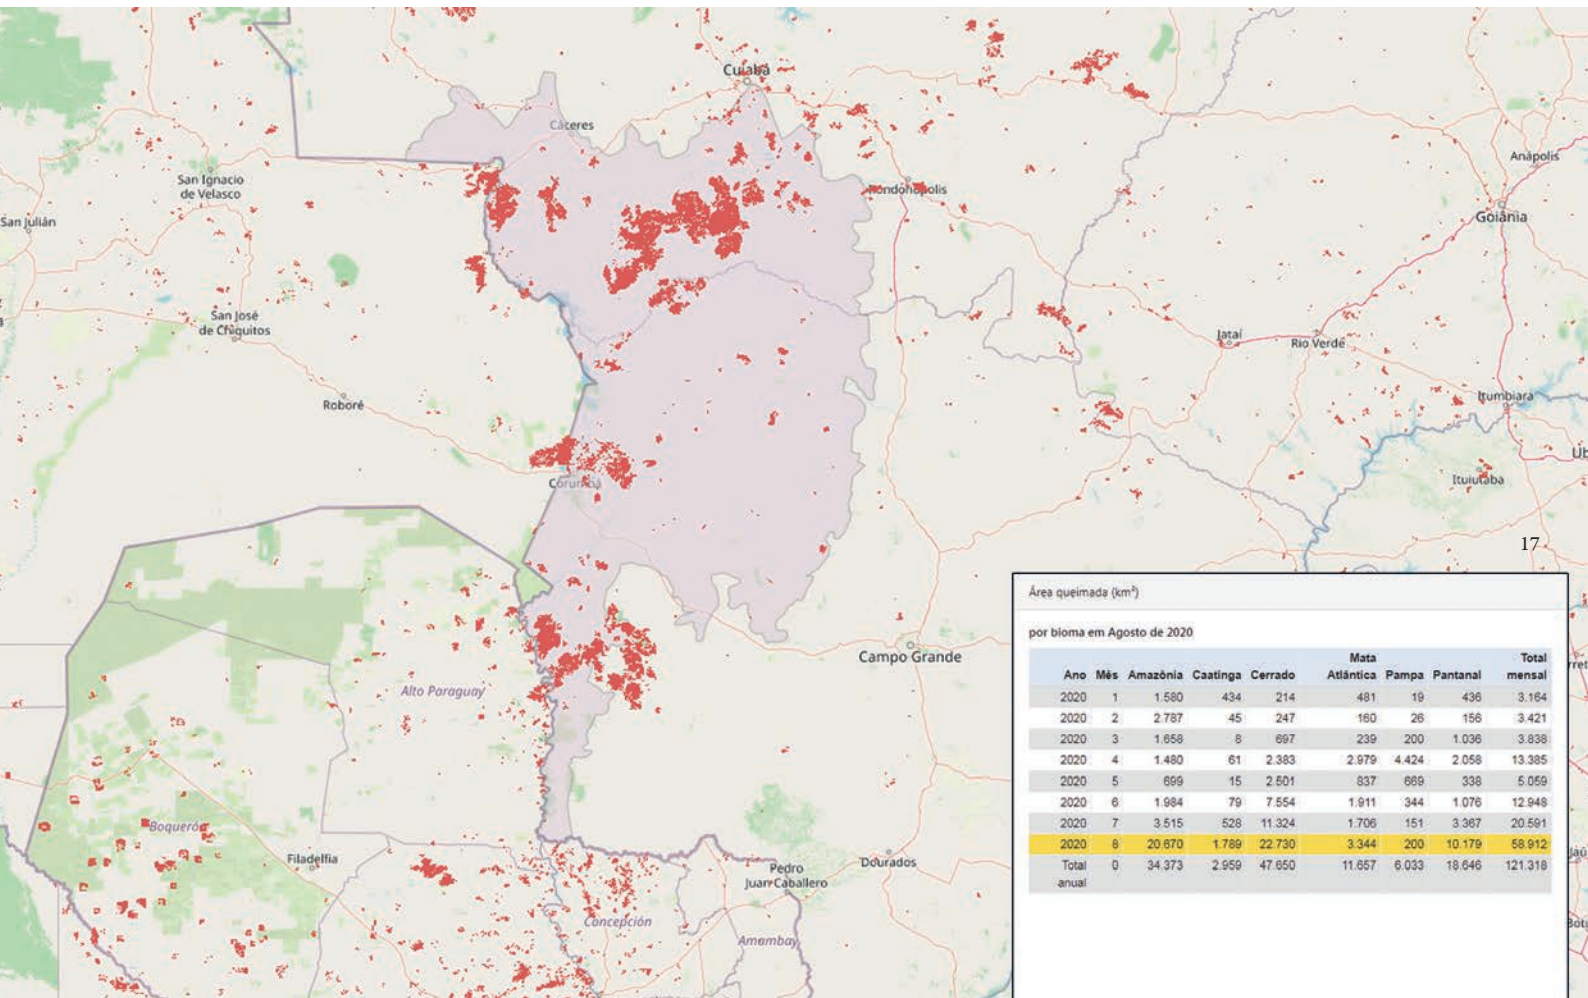 Cuiabá
Cáceres
San Ignacio
de Velasco
Anápolis
Rondonópolis
San Julián
Goiânia
San José
de Chiquitos
Jataí
Rio Verde
Roboré
Itumbiara
Corumbá
Ituiutaba
17
Campo Grande
Alto Paraguay
Boquerón
Filadelfia
Dourados
Pedro
Juan Caballero
Concepción
Amambay
Área queimada (km²)
por bioma em Agosto de 2020
Ano Mês Amazônia Caatinga Cerrado Mata Atlântica Pampa Pantanal Total mensal
2020 1 1.580 434 214 481 19 436 3.164
2020 2 2.787 45 247 160 26 156 3.421
2020 3 1.658 8 697 239 200 1.036 3.838
2020 4 1.480 61 2.383 2.979 4.424 2.058 13.385
2020 5 699 15 2.501 837 669 338 5.059
2020 6 1.984 79 7.554 1.911 344 1.076 12.948
2020 7 3.515 528 11.324 1.706 151 3.367 20.591
2020 8 20.670 1.789 22.730 3.344 200 10.179 58.912
Total anual 0 34.373 2.959 47.650 11.657 6.033 18.646 121.318